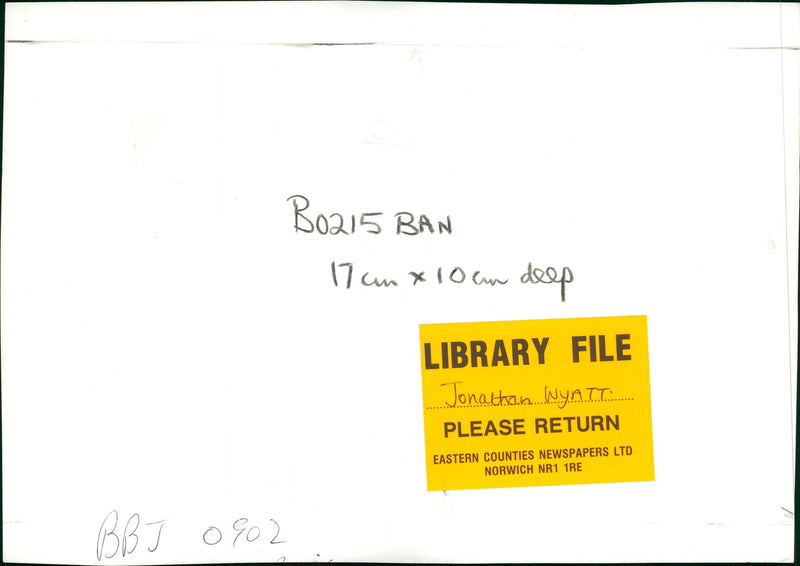 B0215 BAN
17cm x 10cm deep
LIBRARY FILE
Jonathan WYATT.
PLEASE RETURN
EASTERN COUNTIES NEWSPAPERS LTD
NORWICH NR1 1RE
BBJ 0902